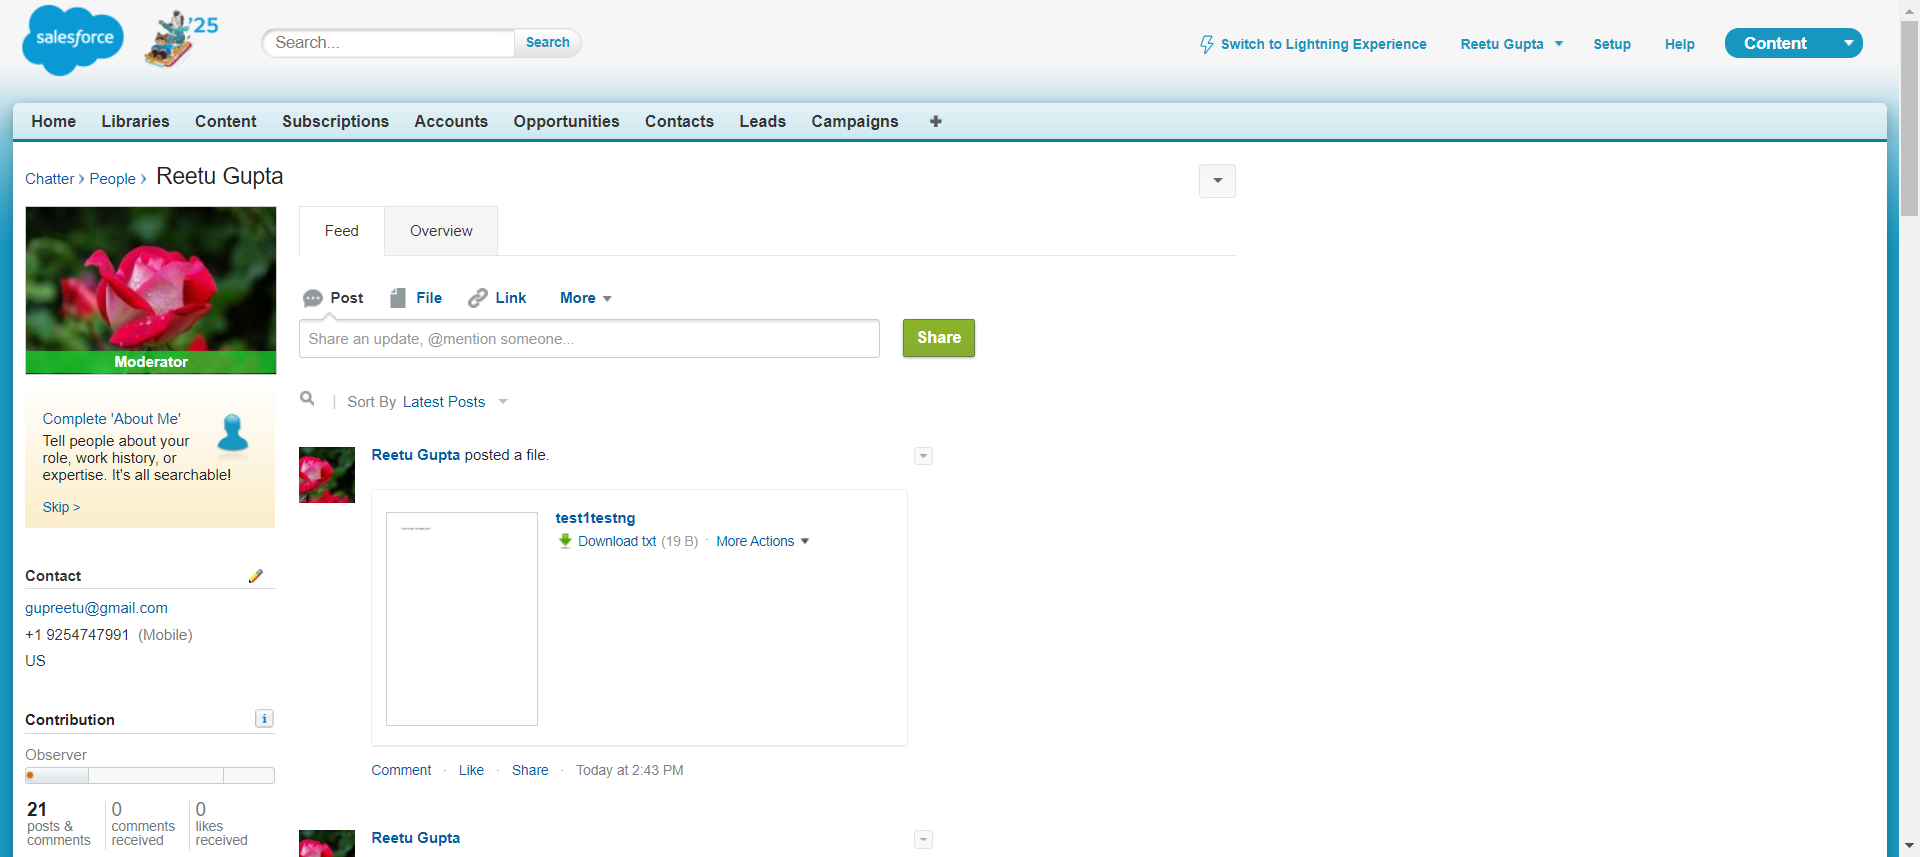 salesforce
'25
Search...
Search
Switch to Lightning Experience
Reetu Gupta
Setup
Help
Content
Home
Libraries
Content
Subscriptions
Accounts
Opportunities
Contacts
Leads
Campaigns
+
Chatter › People › Reetu Gupta
Moderator
Complete 'About Me'
Tell people about your
role, work history, or
expertise. It's all searchable!
Skip >
Contact
gupreetu@gmail.com
+1 9254747991 (Mobile)
US
Contribution
i
Observer
21
posts &
comments
0
comments
received
0
likes
received
Feed
Overview
Post
File
Link
More
Share an update, @mention someone...
Share
| Sort By Latest Posts
Reetu Gupta posted a file.
test1testng
Download txt (19 B) · More Actions
Comment · Like · Share · Today at 2:43 PM
Reetu Gupta